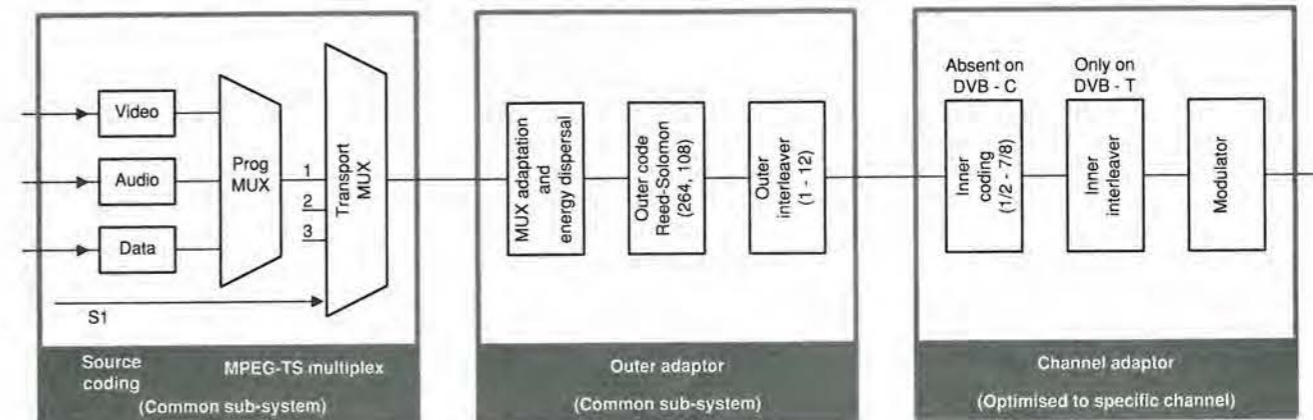 Video
Audio
Data
Prog
MUX
1
2
3
Transport
MUX
S1
Source
coding
MPEG-TS multiplex
(Common sub-system)
MUX adaptation
and
energy dispersal
Outer code
Reed-Solomon
(264, 108)
Outer
interleaver
(1 - 12)
Outer adaptor
(Common sub-system)
Absent on
DVB - C
Inner
coding
(1/2 - 7/8)
Only on
DVB - T
Inner
interleaver
Modulator
Channel adaptor
(Optimised to specific channel)